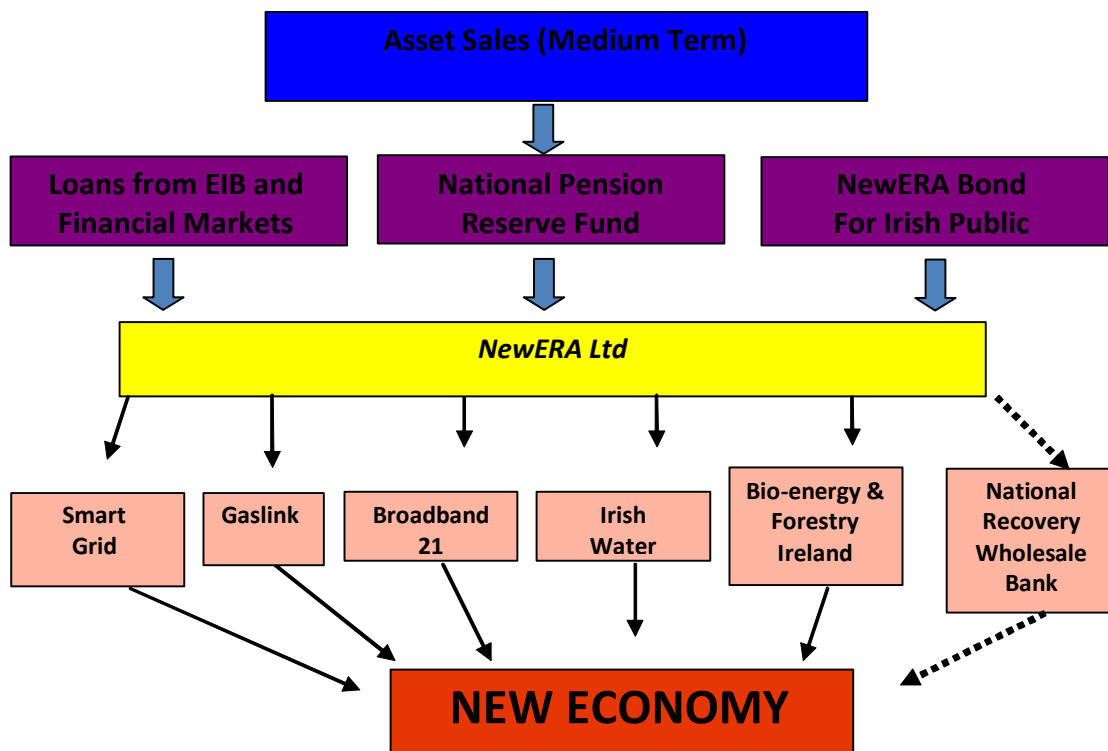 Asset Sales (Medium Term)
Loans from EIB and
Financial Markets
National Pension
Reserve Fund
NewERA Bond
For Irish Public
NewERA Ltd
Smart
Grid
Gaslink
Broadband
21
Irish
Water
Bio-energy &
Forestry
Ireland
National
Recovery
Wholesale
Bank
NEW ECONOMY